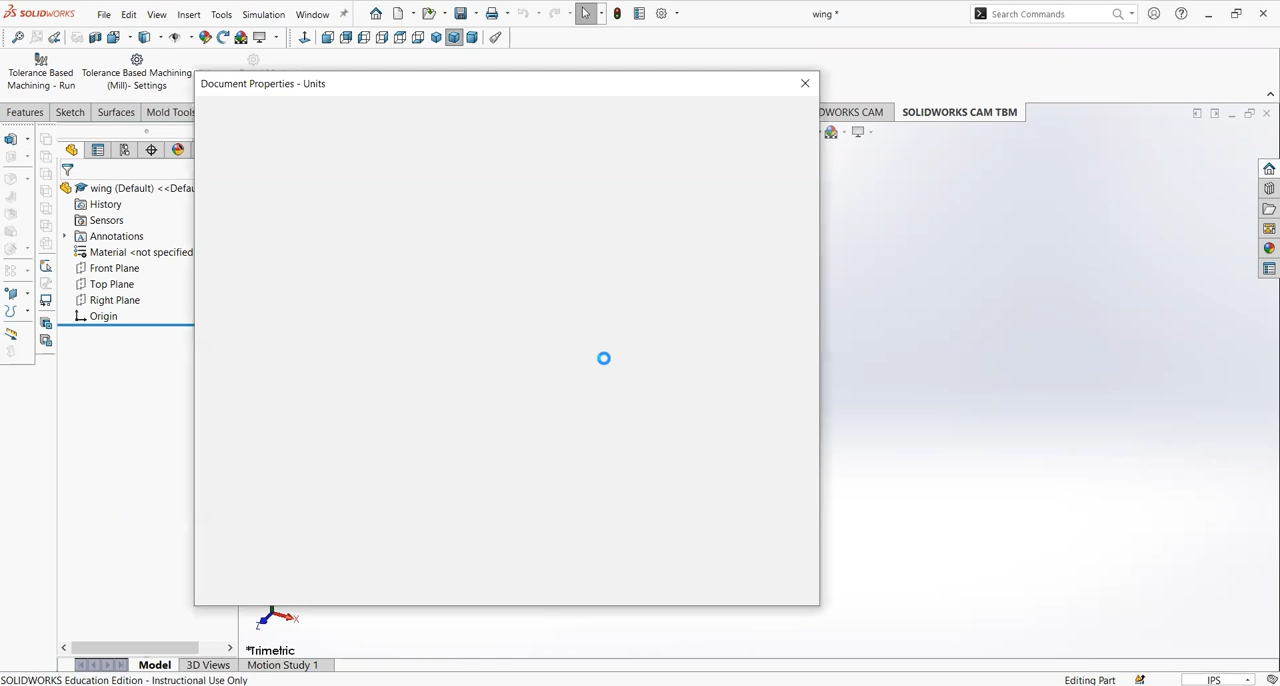 SOLIDWORKS File Edit View Insert Tools Simulation Window wing * Search Commands
Tolerance Based Machining - Run
Tolerance Based Machining (Mill)- Settings
Document Properties - Units
Features Sketch Surfaces Mold Tools DWORKS CAM SOLIDWORKS CAM TBM
wing (Default) <<Defau
History
Sensors
Annotations
Material <not specified
Front Plane
Top Plane
Right Plane
Origin
X
Z
*Trimetric
Model 3D Views Motion Study 1
SOLIDWORKS Education Edition - Instructional Use Only Editing Part IPS